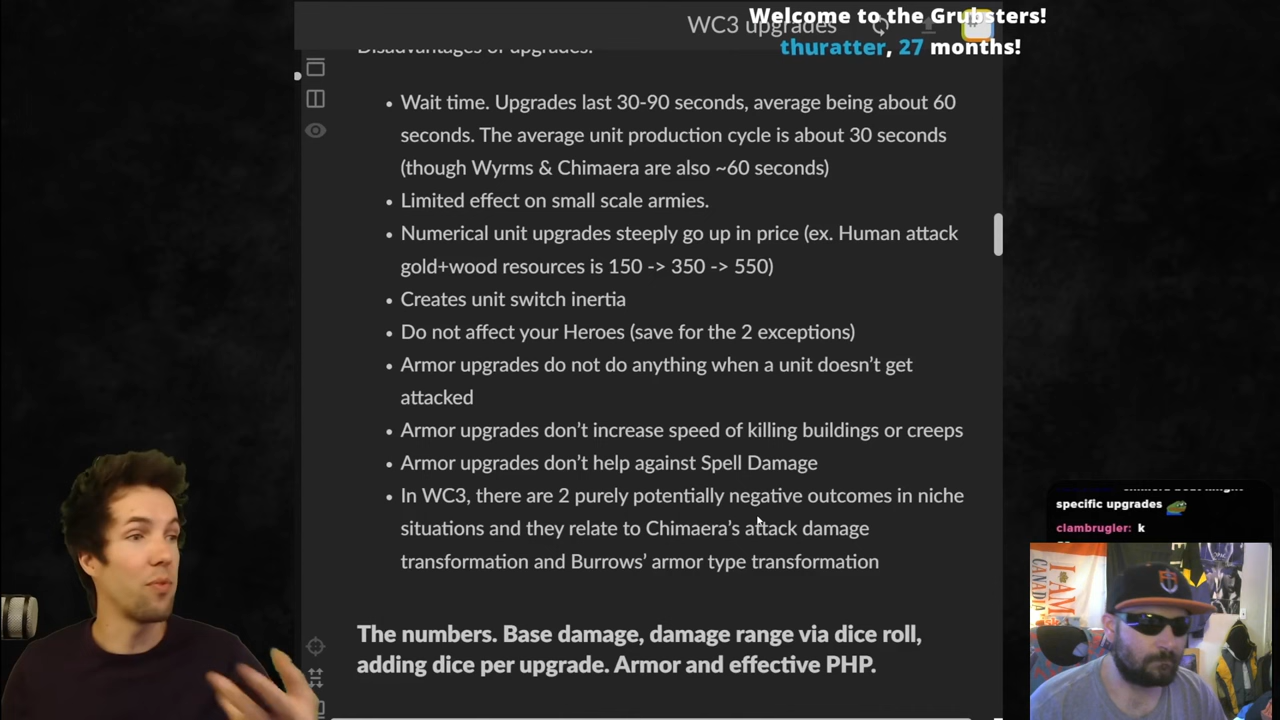 WC3 upgrades
Welcome to the Grubsters!
thuratter, 27 months!
Disadvantages of upgrades:
• Wait time. Upgrades last 30-90 seconds, average being about 60
seconds. The average unit production cycle is about 30 seconds
(though Wyrms & Chimaera are also ~60 seconds)
• Limited effect on small scale armies.
• Numerical unit upgrades steeply go up in price (ex. Human attack
gold+wood resources is 150 -> 350 -> 550)
• Creates unit switch inertia
• Do not affect your Heroes (save for the 2 exceptions)
• Armor upgrades do not do anything when a unit doesn't get
attacked
• Armor upgrades don't increase speed of killing buildings or creeps
• Armor upgrades don't help against Spell Damage
• In WC3, there are 2 purely potentially negative outcomes in niche
situations and they relate to Chimaera's attack damage
transformation and Burrows' armor type transformation
The numbers. Base damage, damage range via dice roll,
adding dice per upgrade. Armor and effective PHP.
specific upgrades
clambrugler: k
I AM
CANADIA